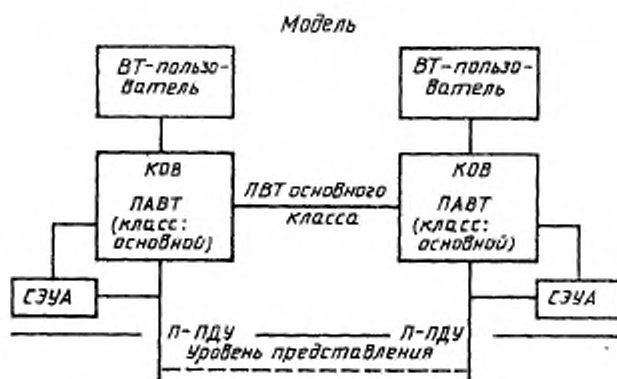 Модель
ВТ-пользо-
ватель
ВТ-пользо-
ватель
КОВ
ПАВТ
(класс:
основной)
ПВТ основного
класса
КОВ
ПАВТ
(класс:
основной)
СЭУА
СЭУА
П-ПДУ
П-ПДУ
Уровень представления